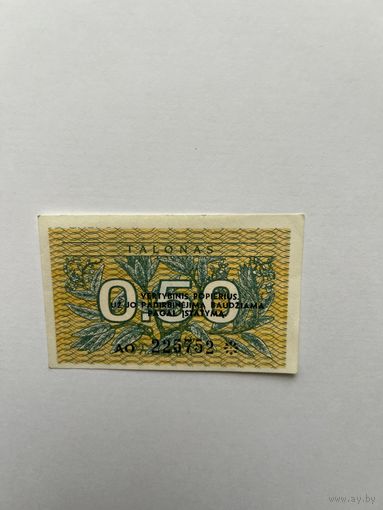 TALONAS
0,50
VERTYBINIS POPIERIUS
UŽ JO PADIRBINĖJIMĄ BAUDŽIAMA
PAGAL ĮSTATYMĄ
AO 225752 *
www.ay.by